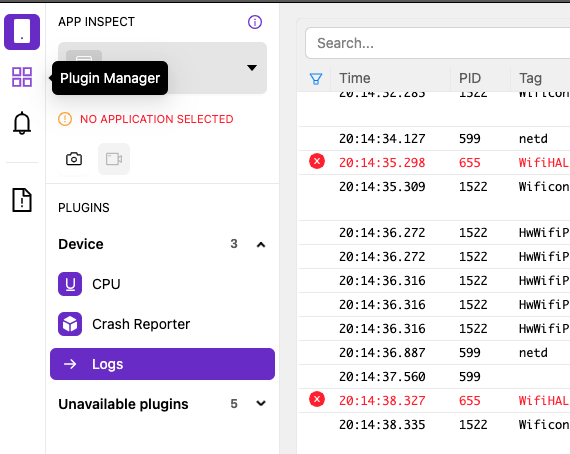 APP INSPECT
Plugin Manager
NO APPLICATION SELECTED
PLUGINS
Device 3
CPU
Crash Reporter
Logs
Unavailable plugins 5
Search...
Time PID Tag
20:14:32.285 1522 Wificon
20:14:34.127 599 netd
20:14:35.298 655 WifiHAL
20:14:35.309 1522 Wificon
20:14:36.272 1522 HwWifiP
20:14:36.272 1522 HwWifiP
20:14:36.316 1522 HwWifiP
20:14:36.316 1522 HwWifiP
20:14:36.316 1522 HwWifiP
20:14:36.887 599 netd
20:14:37.560 599
20:14:38.327 655 WifiHAL
20:14:38.335 1522 Wificon